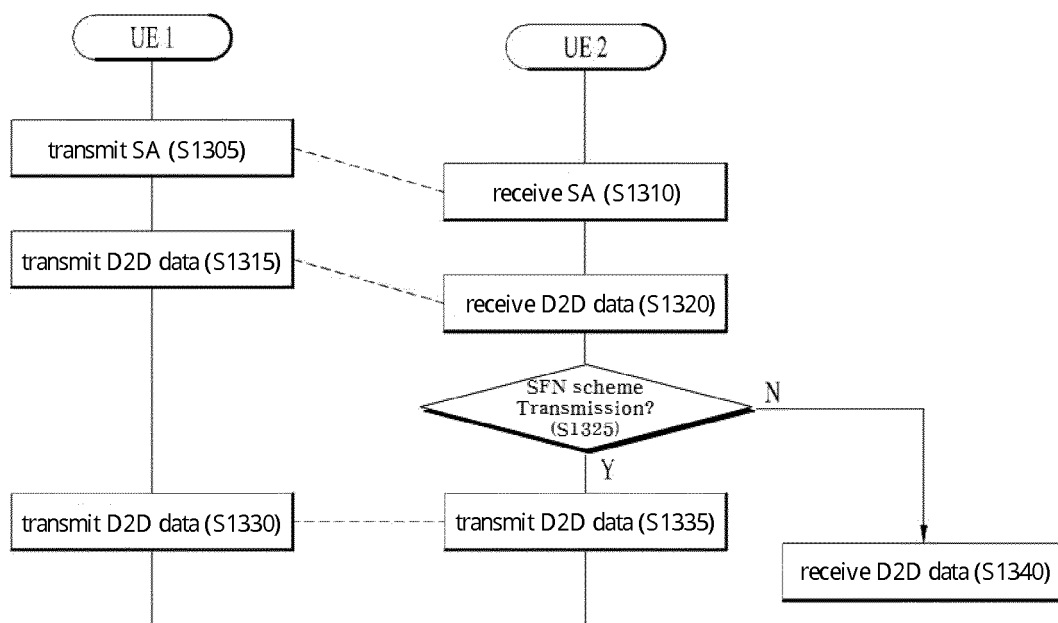 UE 1
UE 2
transmit SA (S1305)
receive SA (S1310)
transmit D2D data (S1315)
receive D2D data (S1320)
SFN scheme
Transmission?
(S1325)
N
Y
transmit D2D data (S1330)
transmit D2D data (S1335)
receive D2D data (S1340)